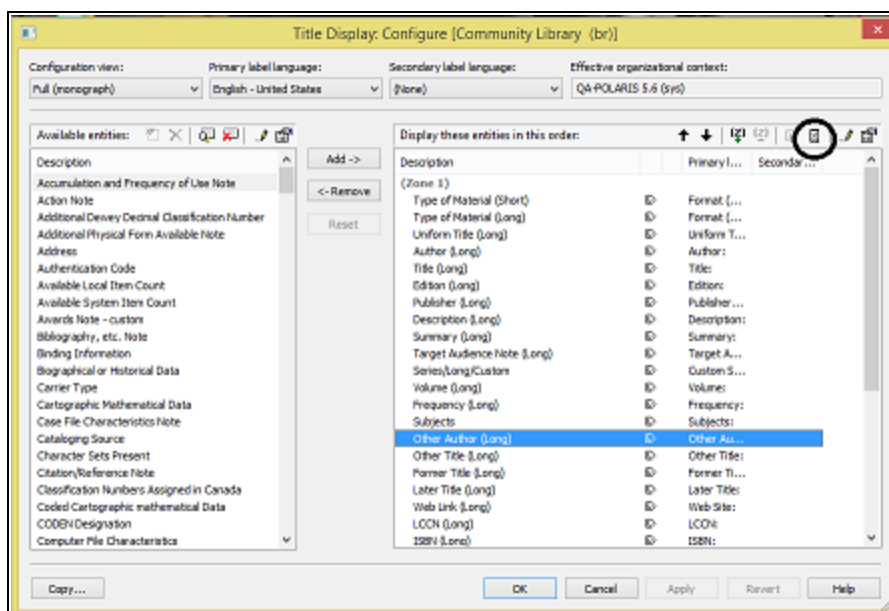 Title Display: Configure [Community Library (br)]
Configuration view: Primary label language: Secondary label language: Effective organizational context:
Full (monograph) English - United States (None) QA-POLARIS 5.6 (sys)
Available entities: Display these entities in this order:
Description
Accumulation and Frequency of Use Note
Action Note
Additional Dewey Decimal Classification Number
Additional Physical Form Available Note
Address
Authentication Code
Available Local Item Count
Available System Item Count
Awards Note - custom
Bibliography, etc. Note
Binding Information
Biographical or Historical Data
Carrier Type
Cartographic Mathematical Data
Case File Characteristics Note
Cataloging Source
Character Sets Present
Citation/Reference Note
Classification Numbers Assigned in Canada
Coded Cartographic mathematical Data
CODEN Designation
Computer File Characteristics
Add ->
<- Remove
Reset
Description Primary l... Secondar...
(Zone 1)
Type of Material (Short) Format (...
Type of Material (Long) Format (...
Uniform Title (Long) Uniform T...
Author (Long) Author:
Title (Long) Title:
Edition (Long) Edition:
Publisher (Long) Publisher ...
Description (Long) Description:
Summary (Long) Summary:
Target Audience Note (Long) Target A...
Series/Long/Custom Custom S...
Volume (Long) Volume:
Frequency (Long) Frequency:
Subjects Subjects:
Other Author (Long) Other Au...
Other Title (Long) Other Title:
Former Title (Long) Former Ti...
Later Title (Long) Later Title:
Web Link (Long) Web Site:
LCCN (Long) LCCN:
ISBN (Long) ISBN:
Copy... OK Cancel Apply Revert Help